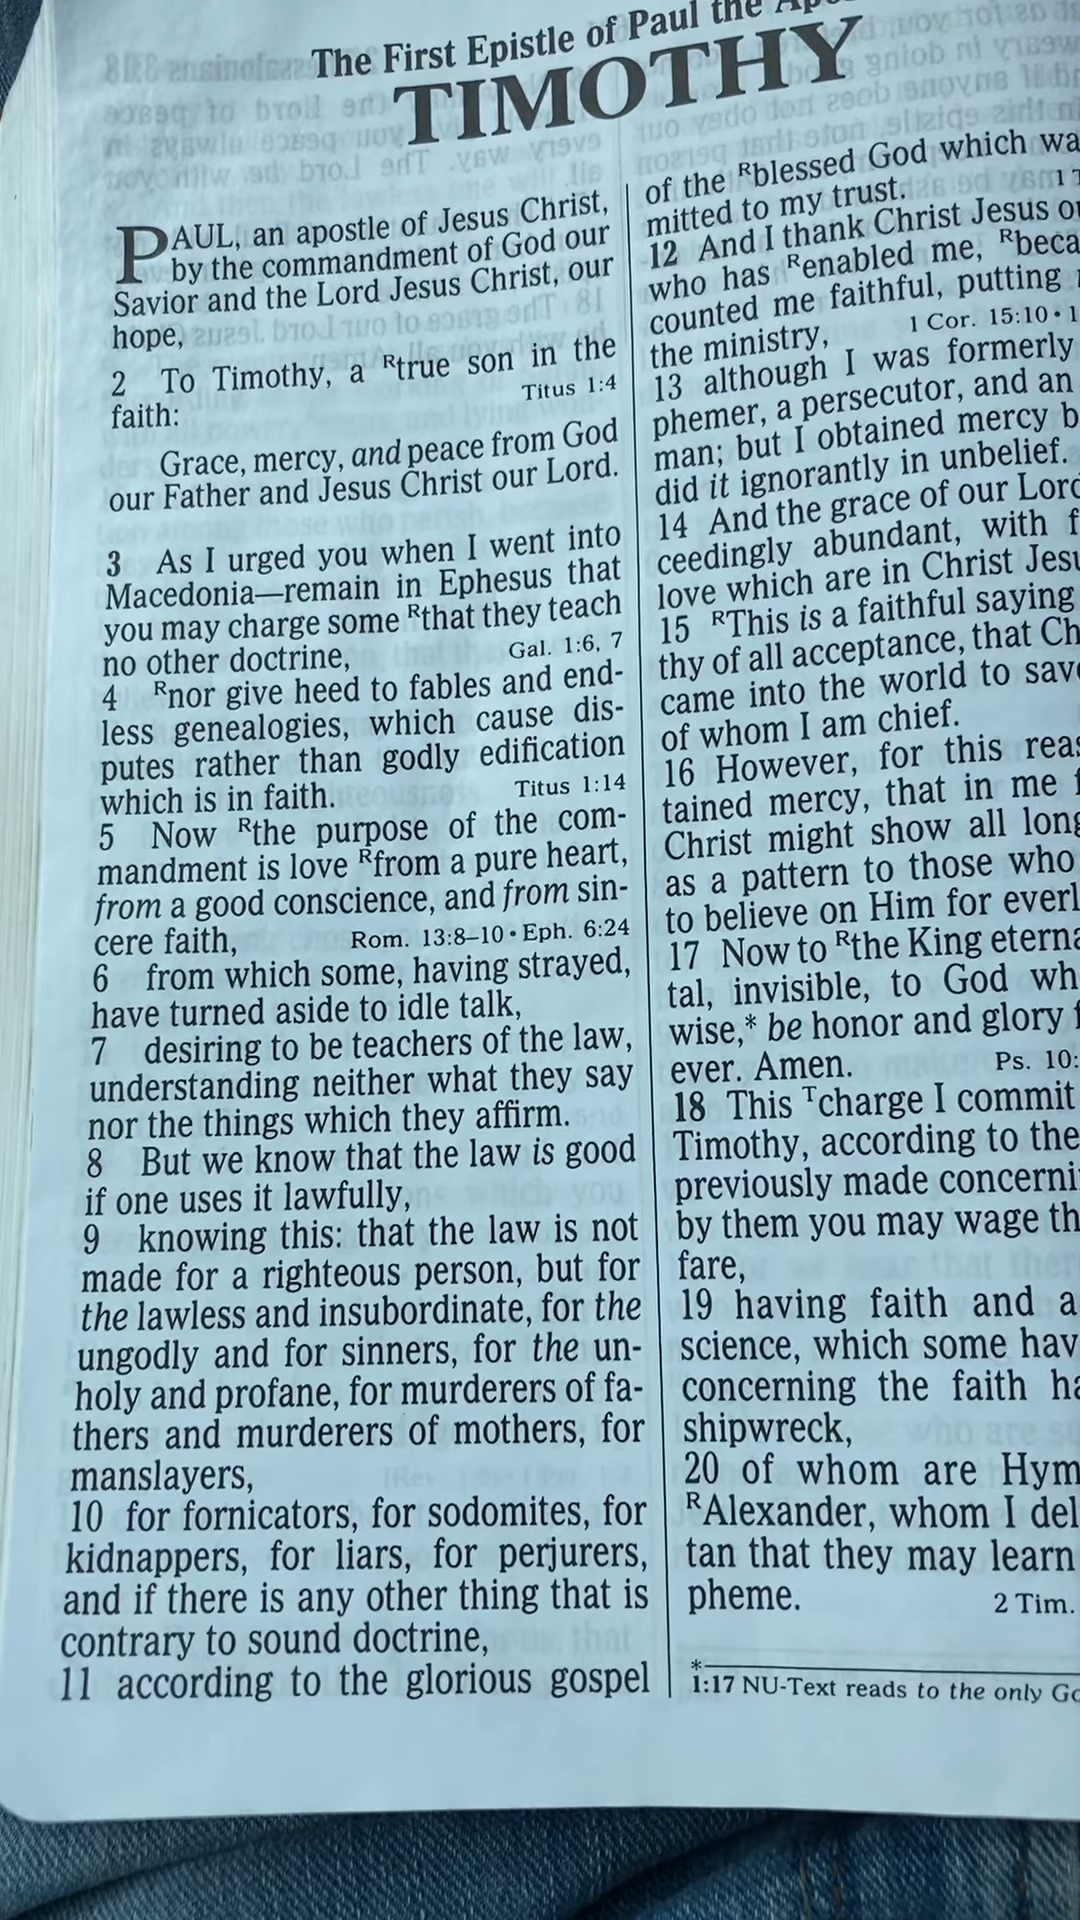 The First Epistle of Paul the
TIMOTHY
PAUL, an apostle of Jesus Christ,
by the commandment of God our
Savior and the Lord Jesus Christ, our
hope,
2 To Timothy, a Rtrue son in the
faith: Titus 1:4
Grace, mercy, and peace from God
our Father and Jesus Christ our Lord.
3 As I urged you when I went into
Macedonia—remain in Ephesus that
you may charge some Rthat they teach
no other doctrine, Gal. 1:6, 7
4 Rnor give heed to fables and end-
less genealogies, which cause dis-
putes rather than godly edification
which is in faith. Titus 1:14
5 Now Rthe purpose of the com-
mandment is love Rfrom a pure heart,
from a good conscience, and from sin-
cere faith, Rom. 13:8–10 • Eph. 6:24
6 from which some, having strayed,
have turned aside to idle talk,
7 desiring to be teachers of the law,
understanding neither what they say
nor the things which they affirm.
8 But we know that the law is good
if one uses it lawfully,
9 knowing this: that the law is not
made for a righteous person, but for
the lawless and insubordinate, for the
ungodly and for sinners, for the un-
holy and profane, for murderers of fa-
thers and murderers of mothers, for
manslayers,
10 for fornicators, for sodomites, for
kidnappers, for liars, for perjurers,
and if there is any other thing that is
contrary to sound doctrine,
11 according to the glorious gospel
of the Rblessed God which
mitted to my trust.
12 And I thank Christ Jesus
who has Renabled me,
counted me faithful, putting
the ministry, 1 Cor. 15:10 •
13 although I was formerly
phemer, a persecutor, and an
man; but I obtained mercy
did it ignorantly in unbelief.
14 And the grace of our
ceedingly abundant, with
love which are in Christ
15 RThis is a faithful saying
thy of all acceptance, that
came into the world to
of whom I am chief.
16 However, for this
tained mercy, that in me
Christ might show all
as a pattern to those who
to believe on Him for
17 Now to Rthe King
tal, invisible, to God
wise,* be honor and glory
ever. Amen. Ps. 10:
18 This Tcharge I commit
Timothy, according to the
previously made
by them you may wage
fare,
19 having faith and a
science, which some
concerning the faith
shipwreck,
20 of whom are
RAlexander, whom I
tan that they may learn
pheme. 2 Tim.
*
1:17 NU-Text reads to the only